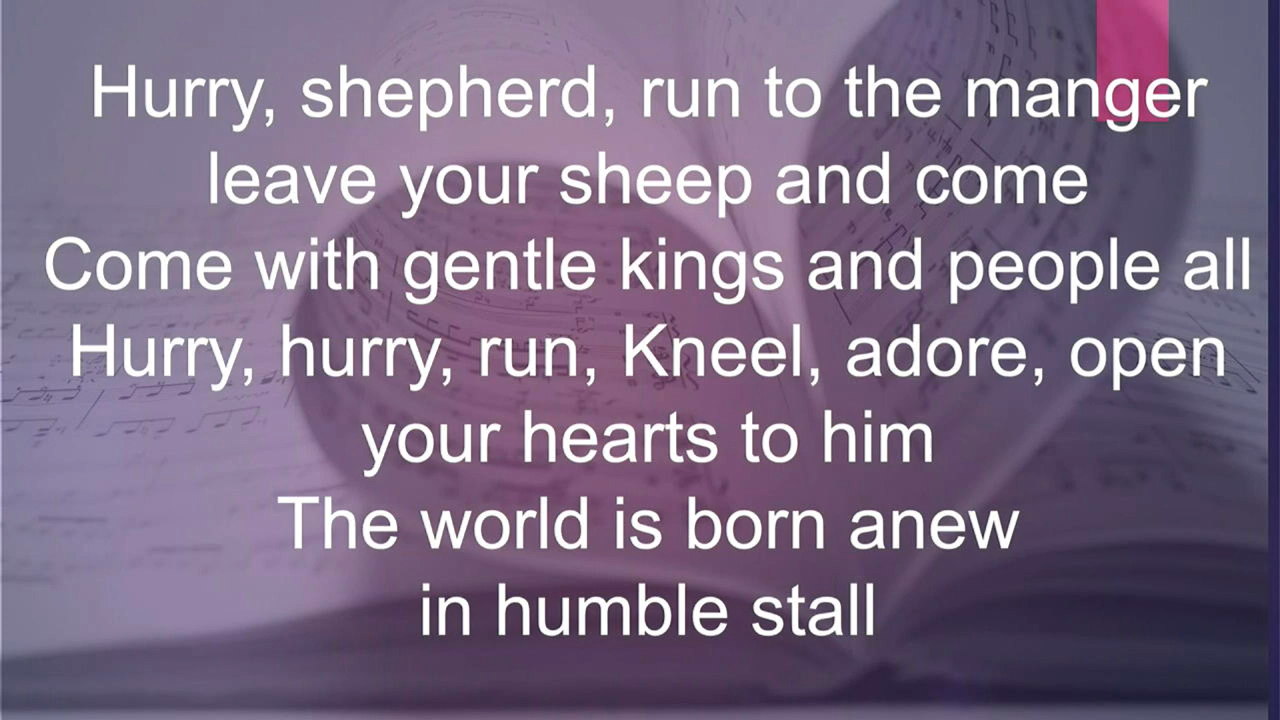 Hurry, shepherd, run to the manger
leave your sheep and come
Come with gentle kings and people all
Hurry, hurry, run, Kneel, adore, open
your hearts to him
The world is born anew
in humble stall